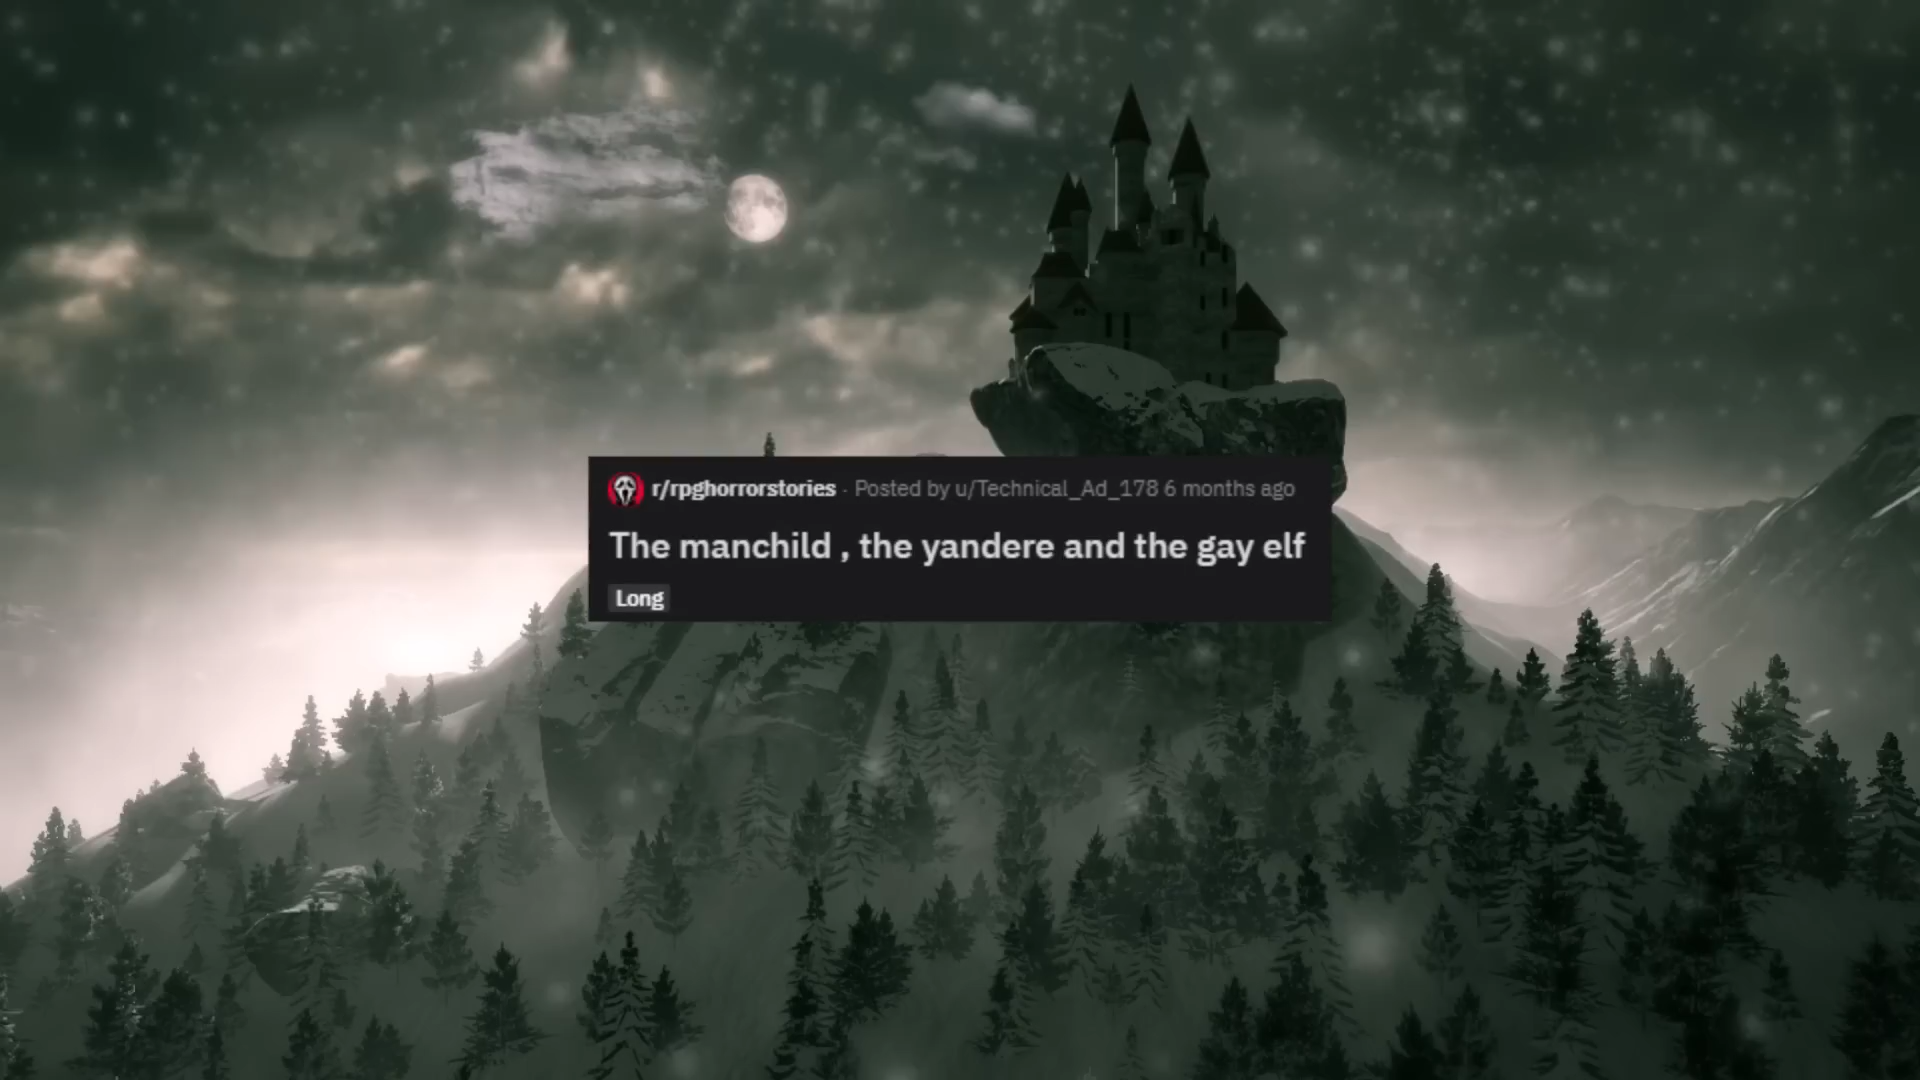 r/rpghorrorstories · Posted by u/Technical_Ad_178 6 months ago
The manchild , the yandere and the gay elf
Long